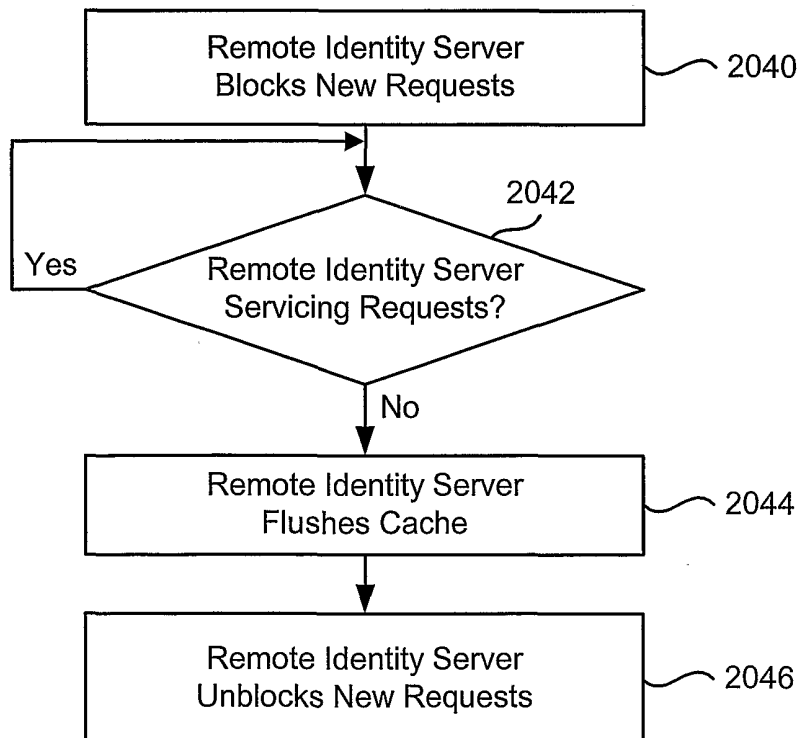 Remote Identity Server
Blocks New Requests
2040
2042
Yes
Remote Identity Server
Servicing Requests?
No
Remote Identity Server
Flushes Cache
2044
Remote Identity Server
Unblocks New Requests
2046